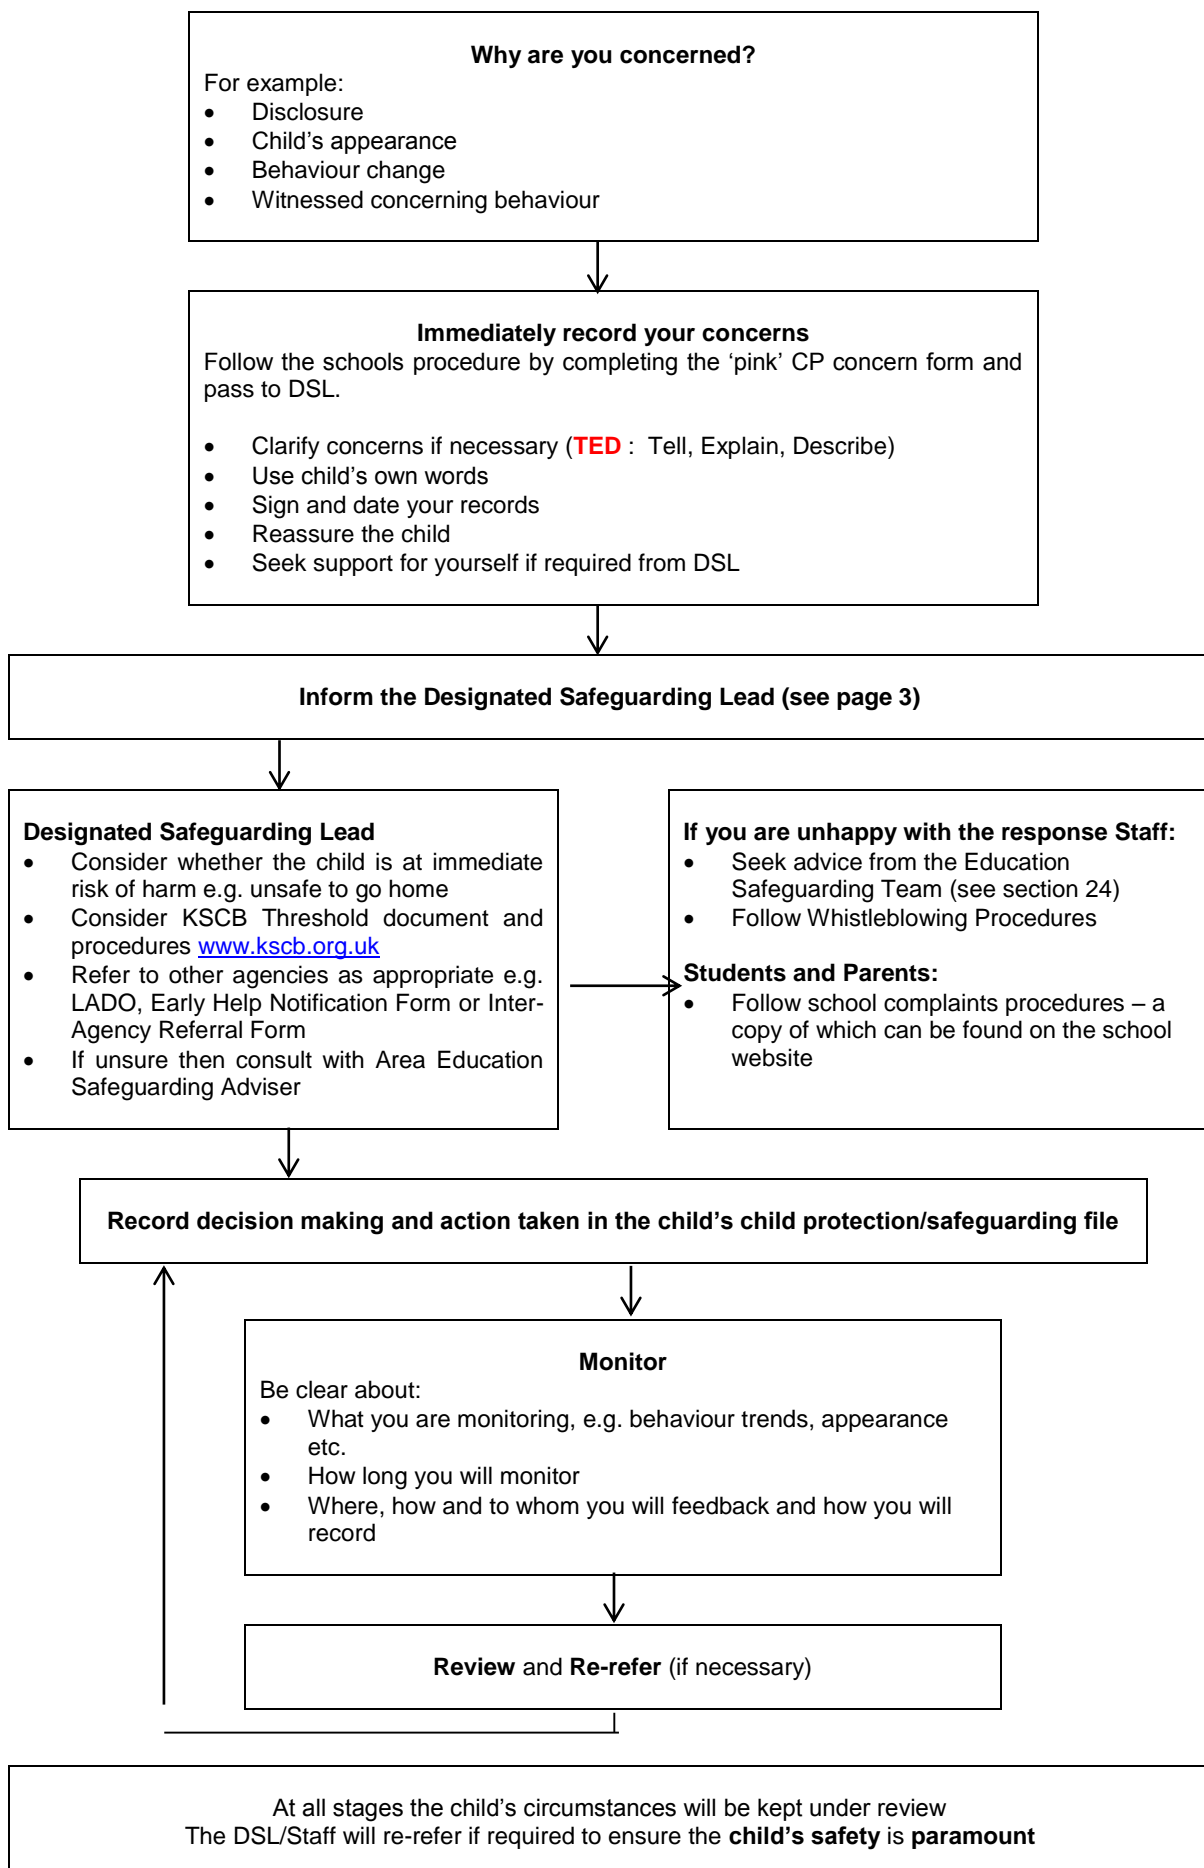 Why are you concerned?
For example:
• Disclosure
• Child's appearance
• Behaviour change
• Witnessed concerning behaviour
Immediately record your concerns
Follow the schools procedure by completing the ‘pink’ CP concern form and
pass to DSL.
• Clarify concerns if necessary (TED : Tell, Explain, Describe)
• Use child's own words
• Sign and date your records
• Reassure the child
• Seek support for yourself if required from DSL
Inform the Designated Safeguarding Lead (see page 3)
Designated Safeguarding Lead
• Consider whether the child is at immediate
risk of harm e.g. unsafe to go home
• Consider KSCB Threshold document and
procedures www.kscb.org.uk
• Refer to other agencies as appropriate e.g.
LADO, Early Help Notification Form or Inter-
Agency Referral Form
• If unsure then consult with Area Education
Safeguarding Adviser
If you are unhappy with the response Staff:
• Seek advice from the Education
Safeguarding Team (see section 24)
• Follow Whistleblowing Procedures
Students and Parents:
• Follow school complaints procedures – a
copy of which can be found on the school
website
Record decision making and action taken in the child's child protection/safeguarding file
Monitor
Be clear about:
• What you are monitoring, e.g. behaviour trends, appearance
etc.
• How long you will monitor
• Where, how and to whom you will feedback and how you will
record
Review and Re-refer (if necessary)
At all stages the child's circumstances will be kept under review
The DSL/Staff will re-refer if required to ensure the child's safety is paramount